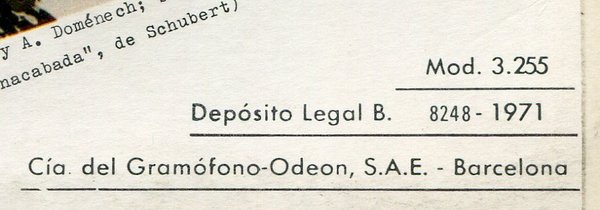 y A. Doménech;
nacabada", de Schubert)
Mod. 3.255
Depósito Legal B. 8248 - 1971
Cía. del Gramófono-Odeon, S.A.E. - Barcelona